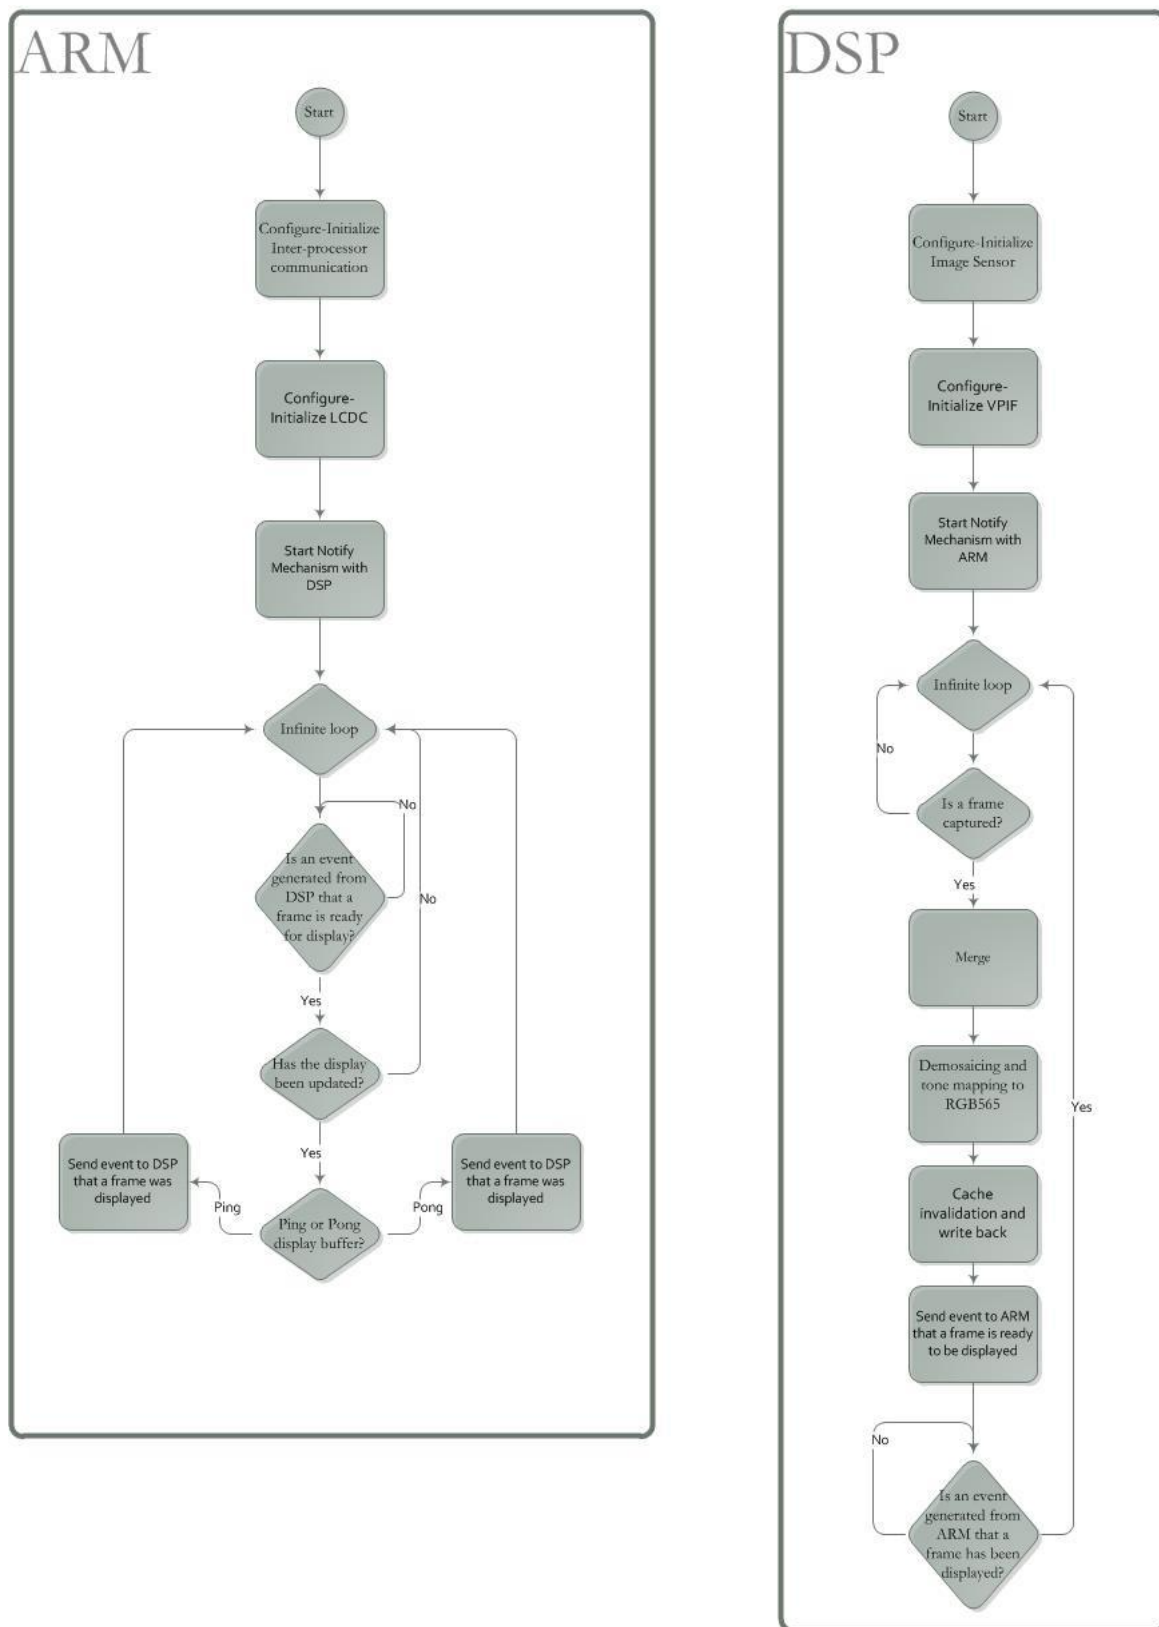 ARM
Start
Configure-Initialize
Inter-processor
communication
Configure-
Initialize LCDC
Start Notify
Mechanism with
DSP
Infinite loop
No
Is an event
generated from
DSP that a
frame is ready
for display?
No
Yes
Has the display
been updated?
Yes
Send event to DSP
that a frame was
displayed
Ping
Ping or Pong
display buffer?
Pong
Send event to DSP
that a frame was
displayed
DSP
Start
Configure-Initialize
Image Sensor
Configure-
Initialize VPIF
Start Notify
Mechanism with
ARM
Infinite loop
No
Is a frame
captured?
Yes
Merge
Demosaicing and
tone mapping to
RGB565
Yes
Cache
invalidation and
write back
Send event to ARM
that a frame is ready
to be displayed
No
Is an event
generated from
ARM that a
frame has been
displayed?